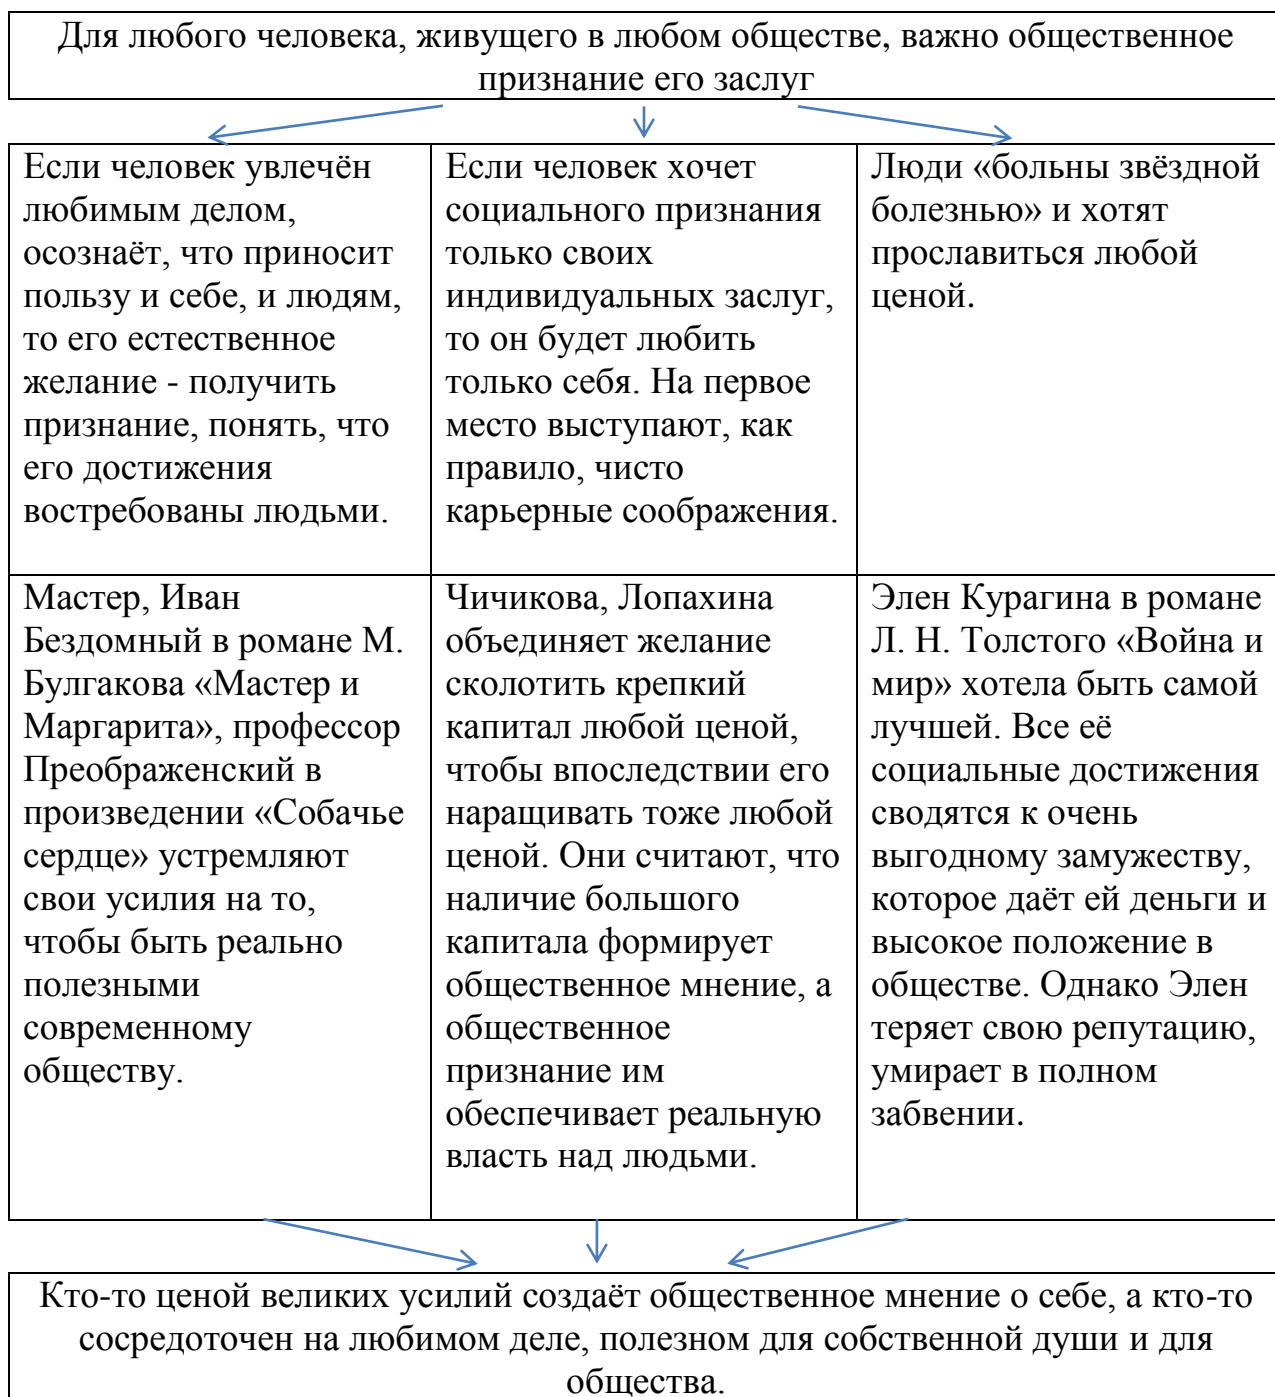 Для любого человека, живущего в любом обществе, важно общественное
признание его заслуг
Если человек увлечён
любимым делом,
осознаёт, что приносит
пользу и себе, и людям,
то его естественное
желание - получить
признание, понять, что
его достижения
востребованы людьми.
Если человек хочет
социального признания
только своих
индивидуальных заслуг,
то он будет любить
только себя. На первое
место выступают, как
правило, чисто
карьерные соображения.
Люди «больны звёздной
болезнью» и хотят
прославиться любой
ценой.
Мастер, Иван
Бездомный в романе М.
Булгакова «Мастер и
Маргарита», профессор
Преображенский в
произведении «Собачье
сердце» устремляют
свои усилия на то,
чтобы быть реально
полезными
современному
обществу.
Чичикова, Лопахина
объединяет желание
сколотить крепкий
капитал любой ценой,
чтобы впоследствии его
наращивать тоже любой
ценой. Они считают, что
наличие большого
капитала формирует
общественное мнение, а
общественное
признание им
обеспечивает реальную
власть над людьми.
Элен Курагина в романе
Л. Н. Толстого «Война и
мир» хотела быть самой
лучшей. Все её
социальные достижения
сводятся к очень
выгодному замужеству,
которое даёт ей деньги и
высокое положение в
обществе. Однако Элен
теряет свою репутацию,
умирает в полном
забвении.
Кто-то ценой великих усилий создаёт общественное мнение о себе, а кто-то
сосредоточен на любимом деле, полезном для собственной души и для
общества.